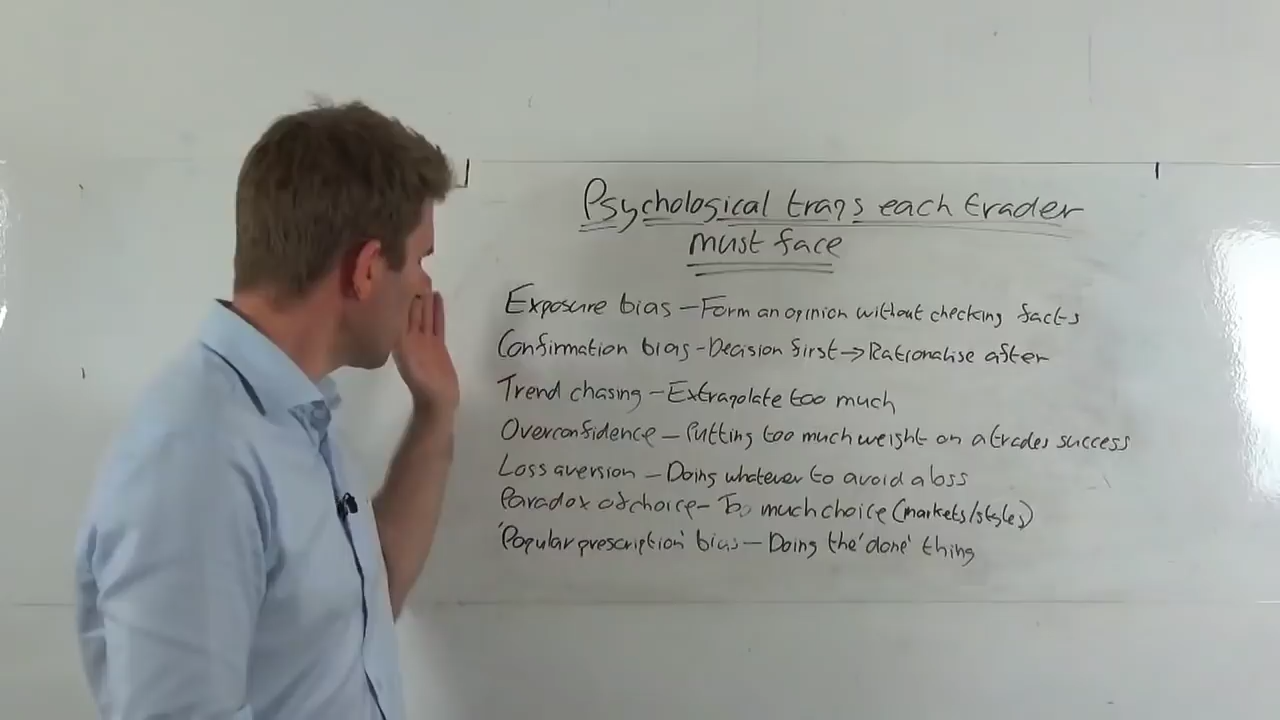 Psychological traps each trader
must face
Exposure bias – Form an opinion without checking facts
Confirmation bias - Decision first → Rationalise after
Trend chasing – Extrapolate too much
Overconfidence – Putting too much weight on a trades success
Loss aversion – Doing whatever to avoid a loss
Paradox of choice – Too much choice (markets/styles)
'Popular prescription' bias – Doing the 'done' thing